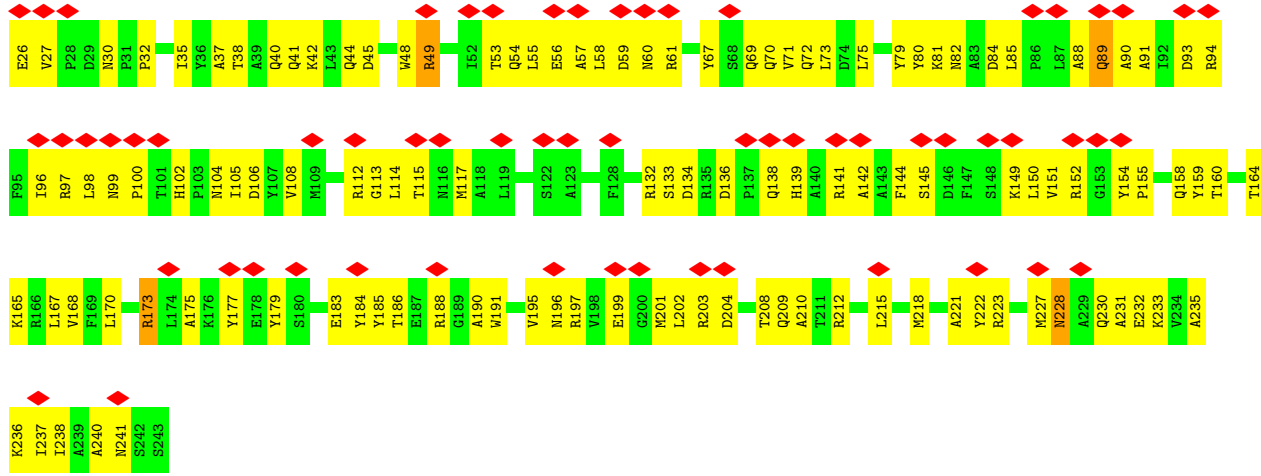 E26 V27 P28 D29 N30 P31 P32 I35 Y36 A37 T38 A39 Q40 Q41 K42 L43 Q44 D45 W48 R49 I52 T53 Q54 L55 E56 A57 L58 D59 N60 R61 Y67 S68 Q69 Q70 V71 Q72 L73 D74 L75 Y79 Y80 K81 N82 A83 D84 L85 P86 L87 A88 Q89 A90 A91 I92 D93 R94
F95 I96 R97 L98 N99 P100 T101 H102 P103 N104 I105 D106 Y107 V108 M109 R112 G113 L114 T115 N116 M117 A118 L119 S122 A123 F128 R132 S133 D134 R135 D136 P137 Q138 H139 A140 R141 A142 A143 F144 S145 D146 F147 S148 K149 L150 V151 R152 G153 Y154 P155 Q158 Y159 T160 T164
K165 R166 L167 V168 F169 L170 R173 L174 A175 K176 Y177 E178 Y179 S180 E183 Y184 Y185 T186 E187 R188 G189 A190 W191 V195 N196 R197 V198 E199 G200 M201 L202 R203 D204 T208 Q209 A210 T211 R212 L215 M218 A221 Y222 R223 M227 N228 A229 Q230 A231 E232 K233 V234 A235
K236 I237 I238 A239 A240 N241 S242 S243